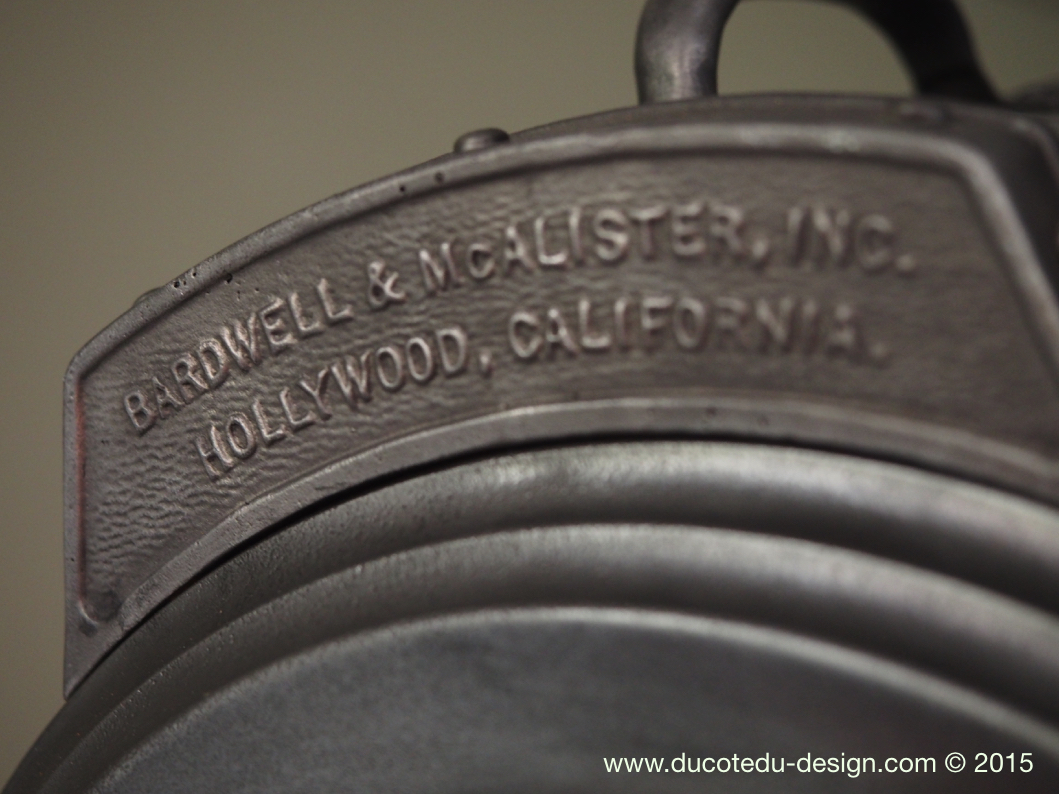 BARDWELL & McALISTER, INC.
HOLLYWOOD, CALIFORNIA.
www.ducotedu-design.com © 2015